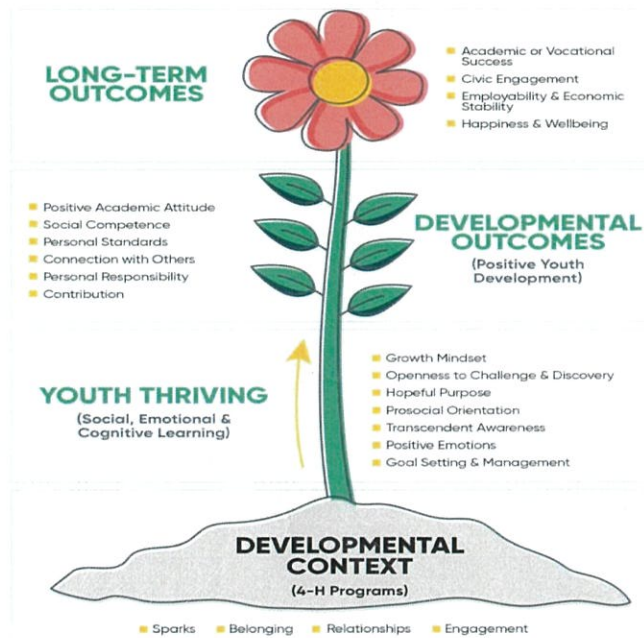 LONG-TERM
OUTCOMES
Academic or Vocational
Success
Civic Engagement
Employability & Economic
Stability
Happiness & Wellbeing
Positive Academic Attitude
Social Competence
Personal Standards
Connection with Others
Personal Responsibility
Contribution
DEVELOPMENTAL
OUTCOMES
(Positive Youth
Development)
YOUTH THRIVING
(Social, Emotional &
Cognitive Learning)
Growth Mindset
Openness to Challenge & Discovery
Hopeful Purpose
Prosocial Orientation
Transcendent Awareness
Positive Emotions
Goal Setting & Management
DEVELOPMENTAL
CONTEXT
(4-H Programs)
Sparks Belonging Relationships Engagement